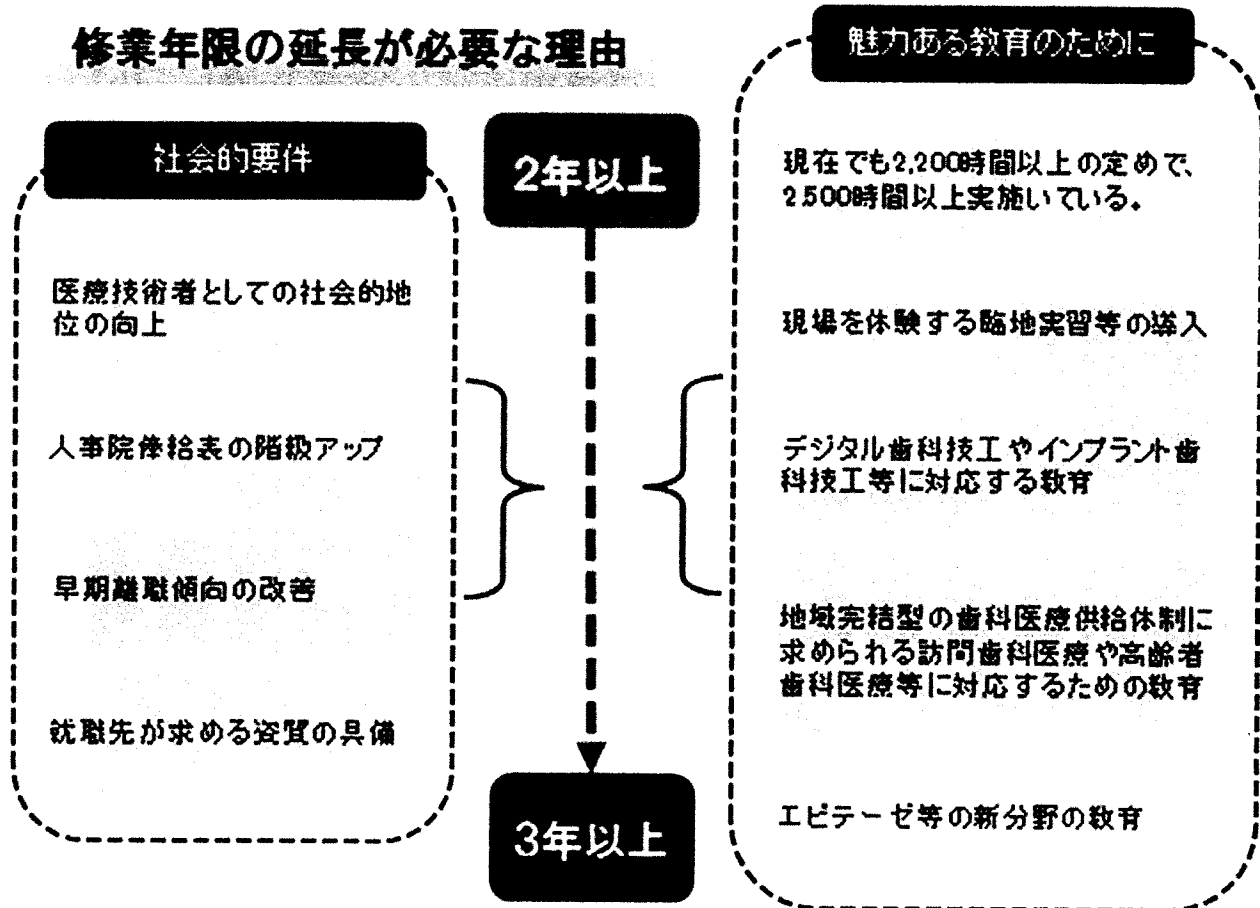 修業年限の延長が必要な理由
社会的要件
医療技術者としての社会的地
位の向上
人事院俸給表の階級アップ
早期離職傾向の改善
就職先が求める資質の具備
2年以上
3年以上
魅力ある教育のために
現在でも2,200時間以上の定めで、
2,500時間以上実施いている。
現場を体験する臨地実習等の導入
デジタル歯科技工やインプラント歯
科技工等に対応する教育
地域完結型の歯科医療供給体制に
求められる訪問歯科医療や高齢者
歯科医療等に対応するための教育
エピテーゼ等の新分野の教育